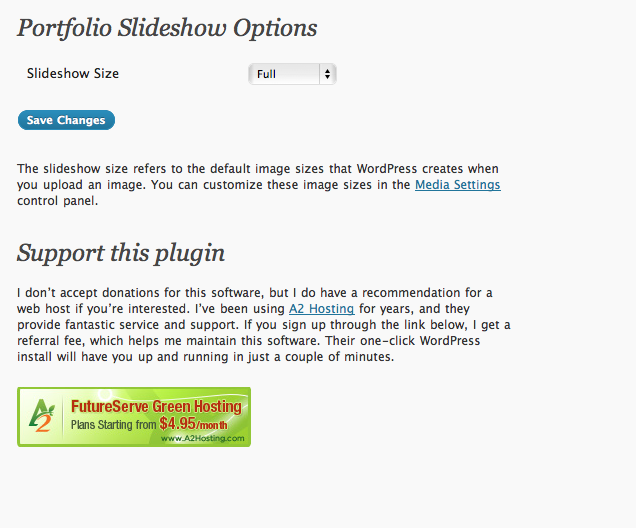 Portfolio Slideshow Options
Slideshow Size
Full
Save Changes
The slideshow size refers to the default image sizes that WordPress creates when
you upload an image. You can customize these image sizes in the Media Settings
control panel.
Support this plugin
I don’t accept donations for this software, but I do have a recommendation for a
web host if you’re interested. I’ve been using A2 Hosting for years, and they
provide fantastic service and support. If you sign up through the link below, I get a
referral fee, which helps me maintain this software. Their one-click WordPress
install will have you up and running in just a couple of minutes.
A2
FutureServe Green Hosting
Plans Starting from $4.95/month
www.A2Hosting.com